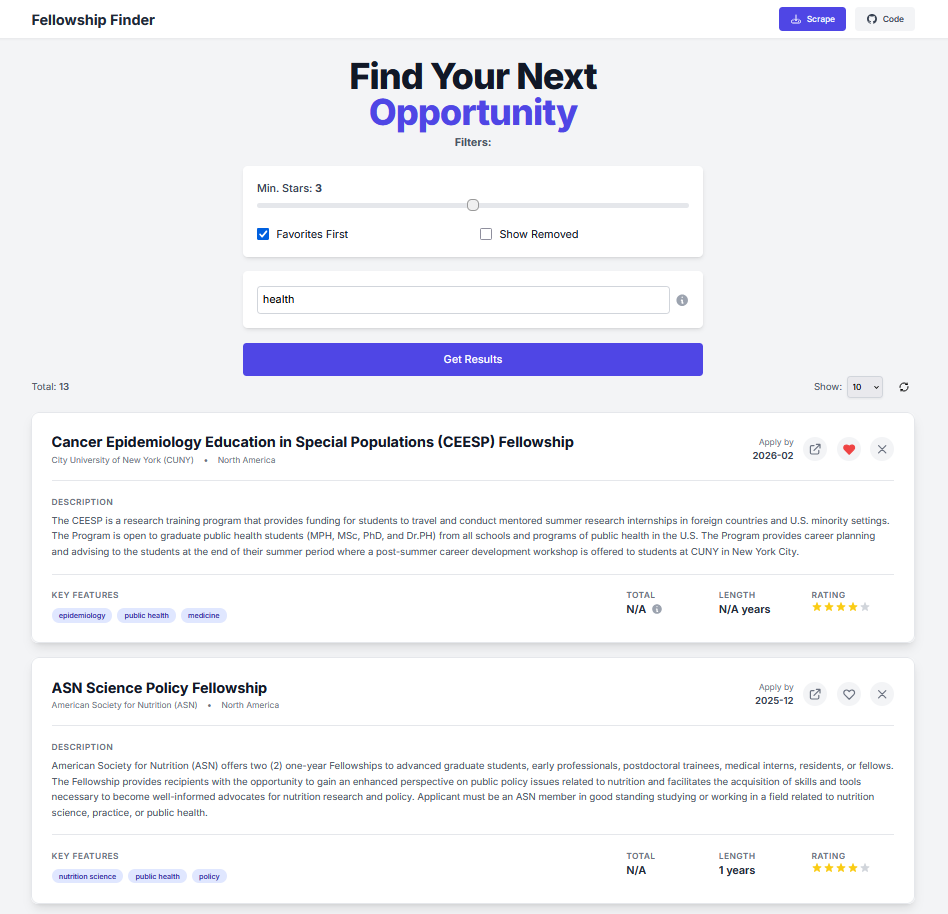 Fellowship Finder
Scrape
Code
Find Your Next
Opportunity
Filters:
Min. Stars: 3
Favorites First
Show Removed
health
Get Results
Total: 13
Show: 10
Cancer Epidemiology Education in Special Populations (CEESP) Fellowship
City University of New York (CUNY) • North America
Apply by
2026-02
DESCRIPTION
The CEESP is a research training program that provides funding for students to travel and conduct mentored summer research internships in foreign countries and U.S. minority settings.
The Program is open to graduate public health students (MPH, MSc, PhD, and Dr.PH) from all schools and programs of public health in the U.S. The Program provides career planning
and advising to the students at the end of their summer period where a post-summer career development workshop is offered to students at CUNY in New York City.
KEY FEATURES
epidemiology
public health
medicine
TOTAL
N/A
LENGTH
N/A years
RATING
ASN Science Policy Fellowship
American Society for Nutrition (ASN) • North America
Apply by
2025-12
DESCRIPTION
American Society for Nutrition (ASN) offers two (2) one-year Fellowships to advanced graduate students, early professionals, postdoctoral trainees, medical interns, residents, or fellows.
The Fellowship provides recipients with the opportunity to gain an enhanced perspective on public policy issues related to nutrition and facilitates the acquisition of skills and tools
necessary to become well-informed advocates for nutrition research and policy. Applicant must be an ASN member in good standing studying or working in a field related to nutrition
science, practice, or public health.
KEY FEATURES
nutrition science
public health
policy
TOTAL
N/A
LENGTH
1 years
RATING